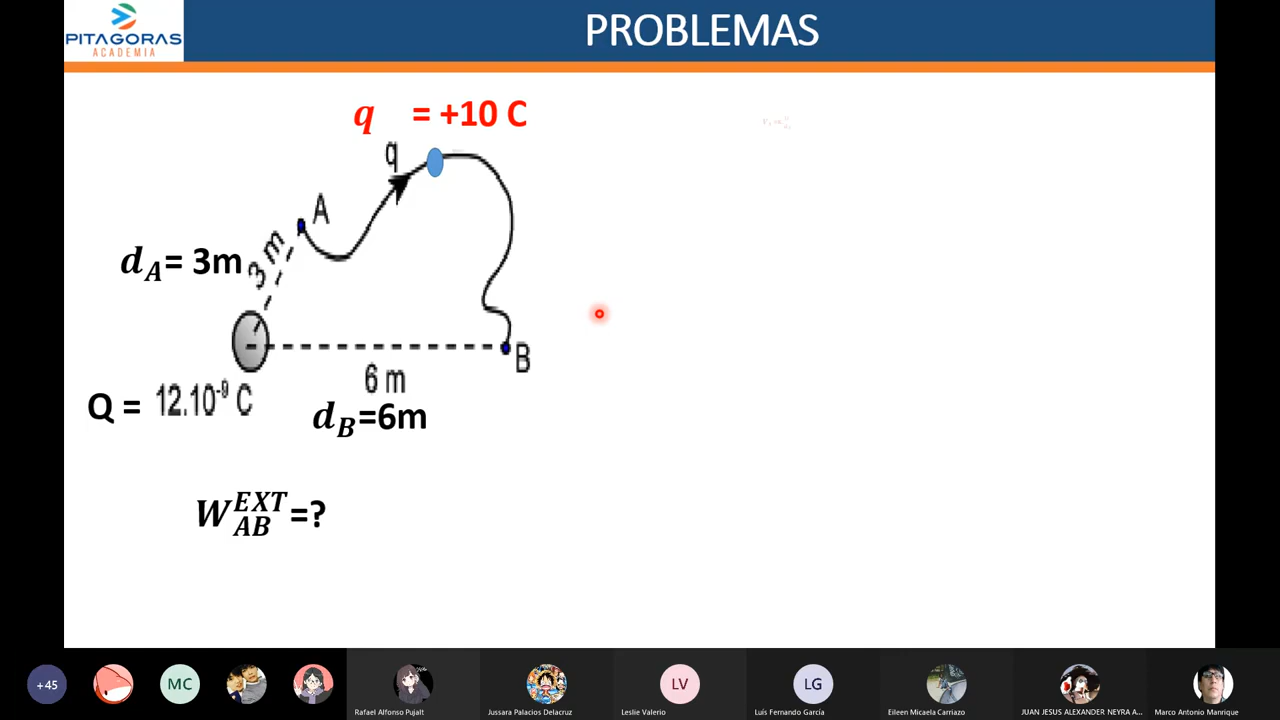 PITAGORAS
ACADEMIA
PROBLEMAS
q = +10 C
q
A
3 m
d_A= 3m
B
6 m
Q = 12.10⁻⁹ C
d_B=6m
W_AB^EXT=?
+45
MC
LV
LG
Rafael Alfonso Pujalt
Jussara Palacios Delacruz
Leslie Valerio
Luis Fernando García
Eileen Micaela Carriazo
JUAN JESUS ALEXANDER NEYRA A...
Marco Antonio Manrique